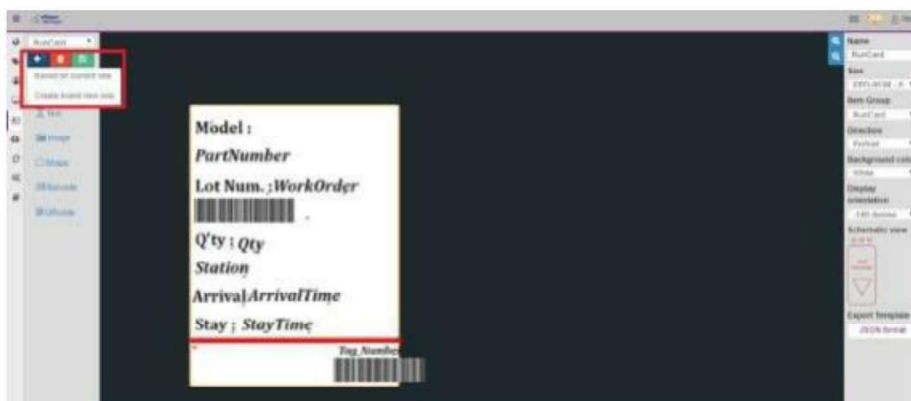 RunCard
Based on current one
Create brand new one
Text
Image
Shape
Barcode
QRcode
Model :
PartNumber
Lot Num. ; WorkOrder
Q'ty ; Qty
Station
Arrival ArrivalTime
Stay ; StayTime
Tag_Number
Name
RunCard
Size
Item Group
RunCard
Direction
Portrait
Background color
White
Display
orientation
Schematic view
Export Template
JSON format